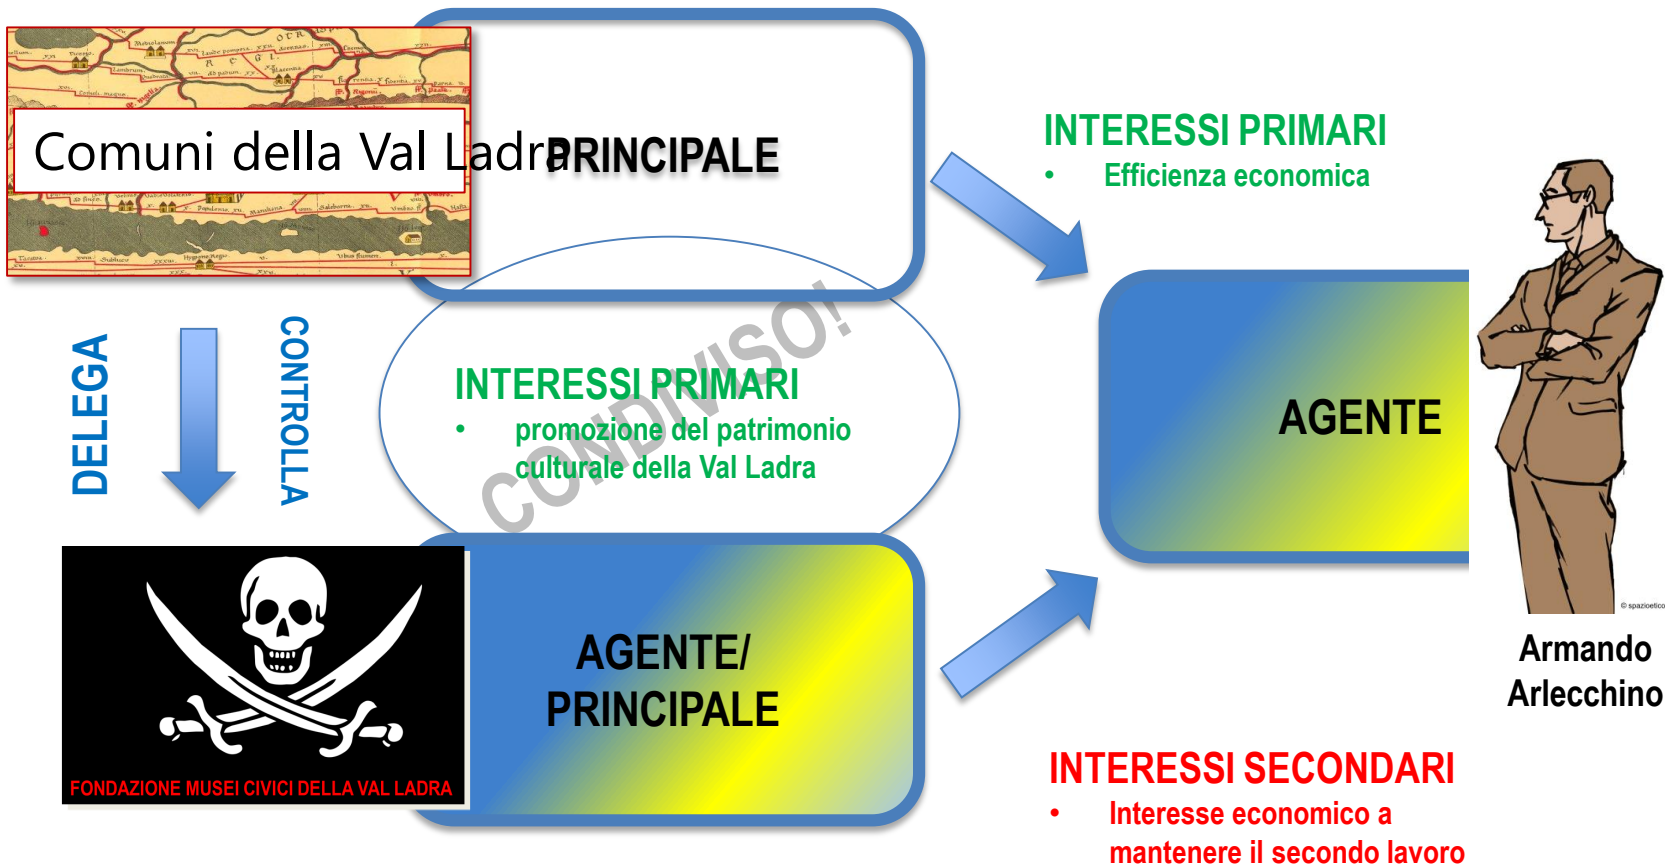 Comuni della Val Ladra
PRINCIPALE
INTERESSI PRIMARI
• Efficienza economica
DELEGA
CONTROLLA
CONDIVISO!
INTERESSI PRIMARI
• promozione del patrimonio
culturale della Val Ladra
AGENTE
© spazioetico
Armando
Arlecchino
AGENTE/
PRINCIPALE
FONDAZIONE MUSEI CIVICI DELLA VAL LADRA
INTERESSI SECONDARI
• Interesse economico a
mantenere il secondo lavoro